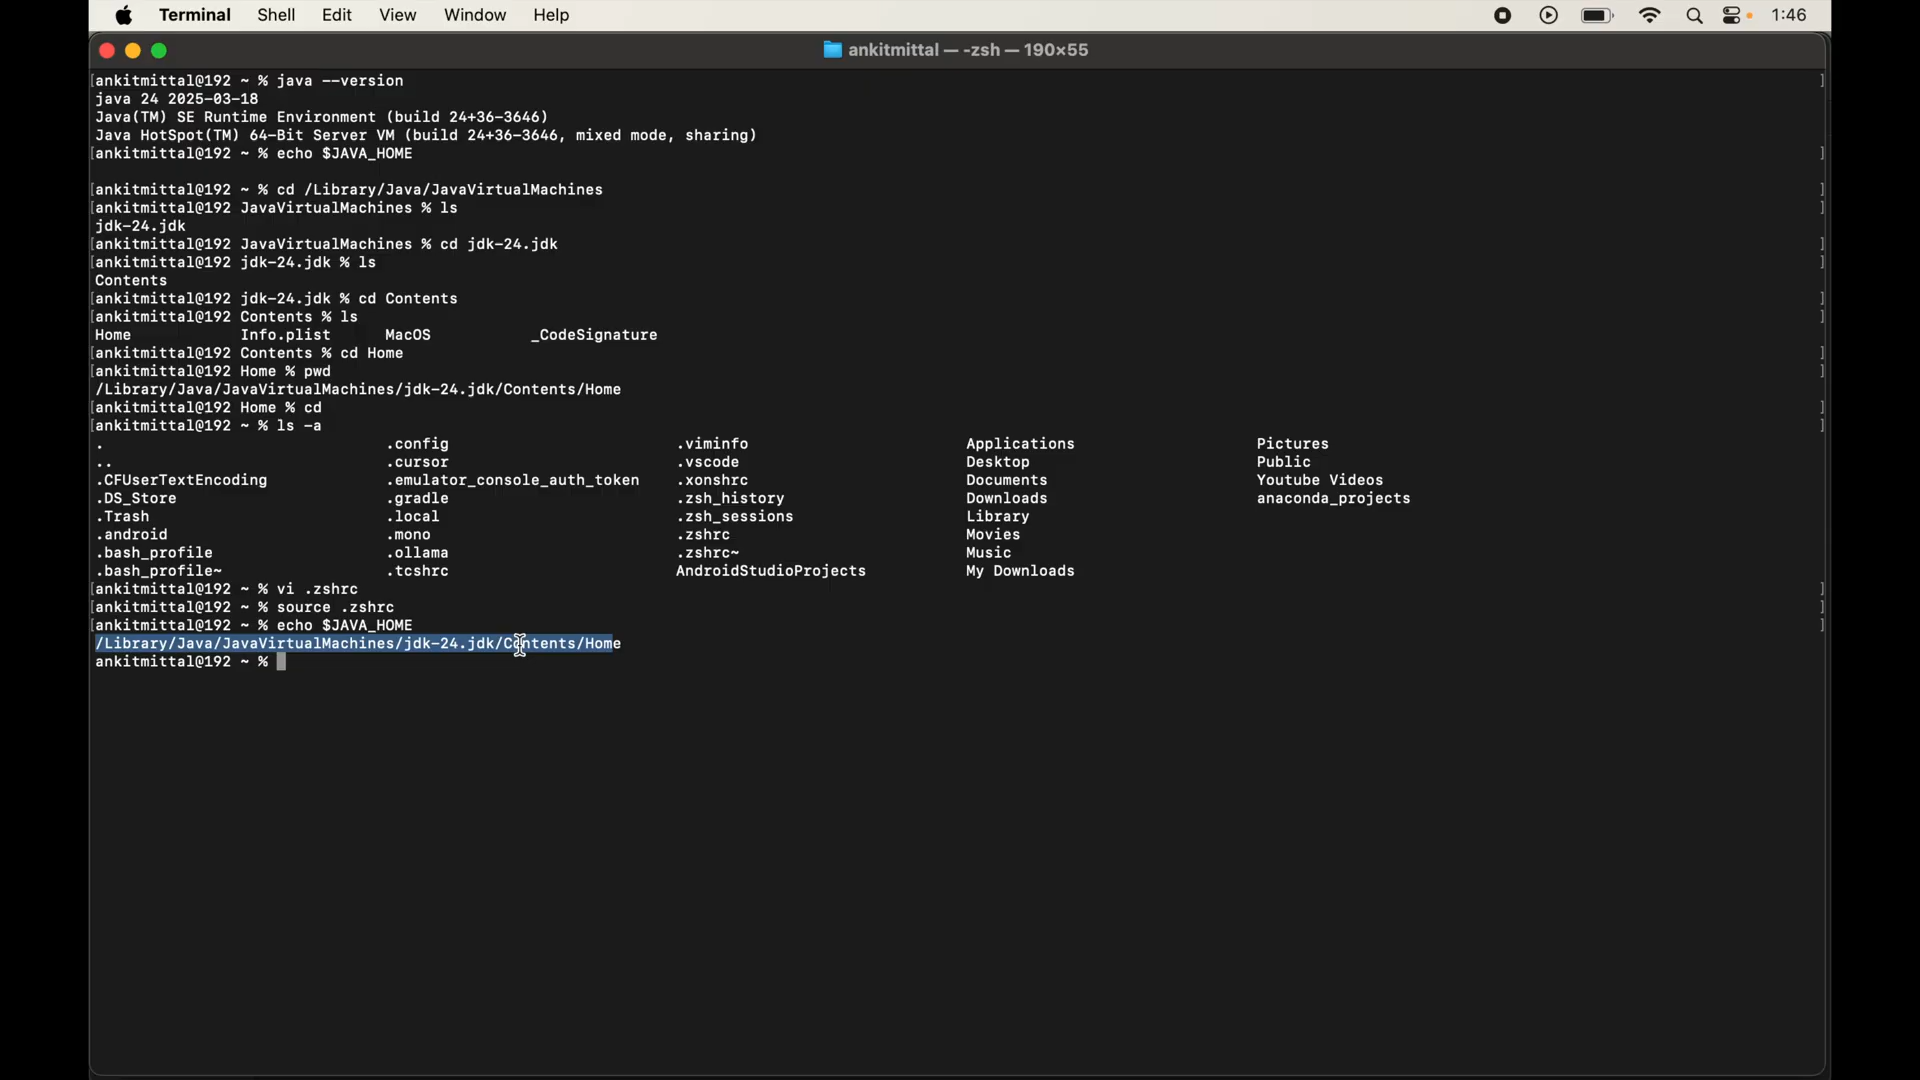 Terminal Shell Edit View Window Help 1:46
ankitmittal — -zsh — 190×55
[ankitmittal@192 ~ % java --version ]
java 24 2025-03-18
Java(TM) SE Runtime Environment (build 24+36-3646)
Java HotSpot(TM) 64-Bit Server VM (build 24+36-3646, mixed mode, sharing)
[ankitmittal@192 ~ % echo $JAVA_HOME ]
[ankitmittal@192 ~ % cd /Library/Java/JavaVirtualMachines ]
[ankitmittal@192 JavaVirtualMachines % ls ]
jdk-24.jdk
[ankitmittal@192 JavaVirtualMachines % cd jdk-24.jdk ]
[ankitmittal@192 jdk-24.jdk % ls ]
Contents
[ankitmittal@192 jdk-24.jdk % cd Contents ]
[ankitmittal@192 Contents % ls ]
Home Info.plist MacOS _CodeSignature
[ankitmittal@192 Contents % cd Home ]
[ankitmittal@192 Home % pwd ]
/Library/Java/JavaVirtualMachines/jdk-24.jdk/Contents/Home
[ankitmittal@192 Home % cd ]
[ankitmittal@192 ~ % ls -a ]
. .config .viminfo Applications Pictures
.. .cursor .vscode Desktop Public
.CFUserTextEncoding .emulator_console_auth_token .xonshrc Documents Youtube Videos
.DS_Store .gradle .zsh_history Downloads anaconda_projects
.Trash .local .zsh_sessions Library
.android .mono .zshrc Movies
.bash_profile .ollama .zshrc~ Music
.bash_profile~ .tcshrc AndroidStudioProjects My Downloads
[ankitmittal@192 ~ % vi .zshrc ]
[ankitmittal@192 ~ % source .zshrc ]
[ankitmittal@192 ~ % echo $JAVA_HOME ]
/Library/Java/JavaVirtualMachines/jdk-24.jdk/Contents/Home
ankitmittal@192 ~ %